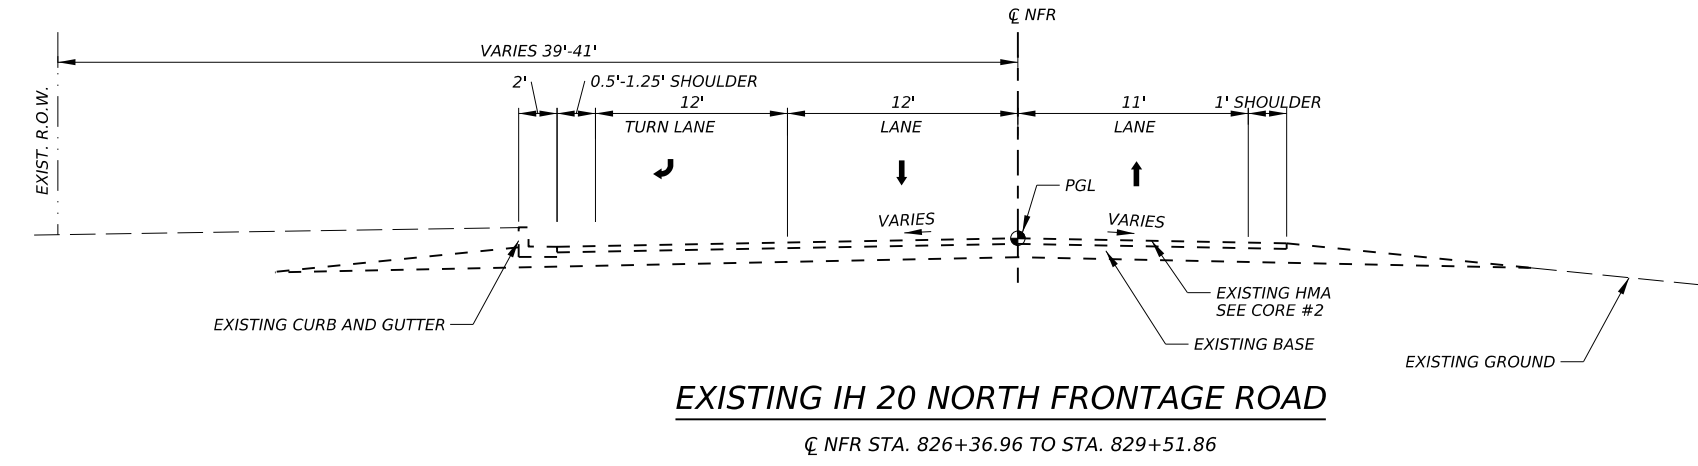 ℄ NFR
VARIES 39'-41'
2'
0.5'-1.25' SHOULDER
12'
12'
11'
1' SHOULDER
TURN LANE
LANE
LANE
EXIST. R.O.W.
PGL
VARIES
VARIES
EXISTING HMA
SEE CORE #2
EXISTING CURB AND GUTTER
EXISTING BASE
EXISTING GROUND
EXISTING IH 20 NORTH FRONTAGE ROAD
℄ NFR STA. 826+36.96 TO STA. 829+51.86